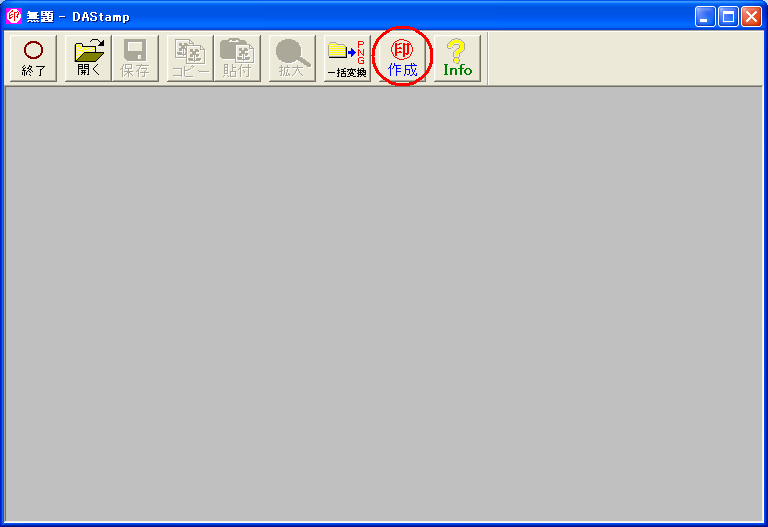 印 無題 - DAStamp
終了
開く
保存
コピー
貼付
拡大
PNG
一括変換
印
作成
?
Info